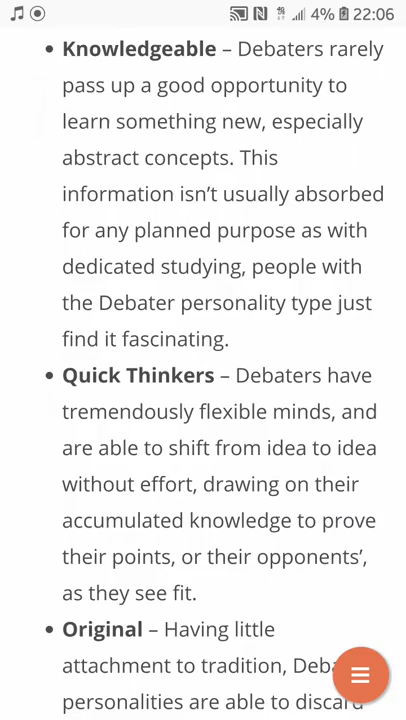 4% 22:06
Knowledgeable – Debaters rarely
pass up a good opportunity to
learn something new, especially
abstract concepts. This
information isn’t usually absorbed
for any planned purpose as with
dedicated studying, people with
the Debater personality type just
find it fascinating.
Quick Thinkers – Debaters have
tremendously flexible minds, and
are able to shift from idea to idea
without effort, drawing on their
accumulated knowledge to prove
their points, or their opponents’,
as they see fit.
Original – Having little
attachment to tradition,
personalities are able to discard